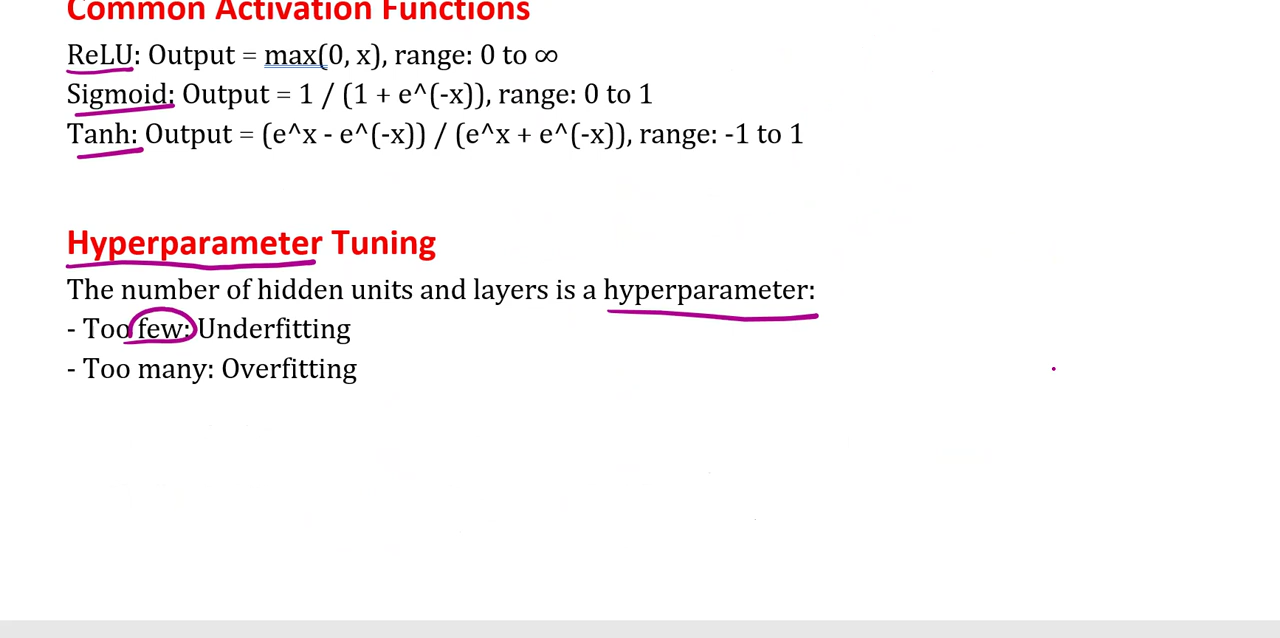 Common Activation Functions
ReLU: Output = max(0, x), range: 0 to ∞
Sigmoid: Output = 1 / (1 + e^(-x)), range: 0 to 1
Tanh: Output = (e^x - e^(-x)) / (e^x + e^(-x)), range: -1 to 1
Hyperparameter Tuning
The number of hidden units and layers is a hyperparameter:
- Too few: Underfitting
- Too many: Overfitting